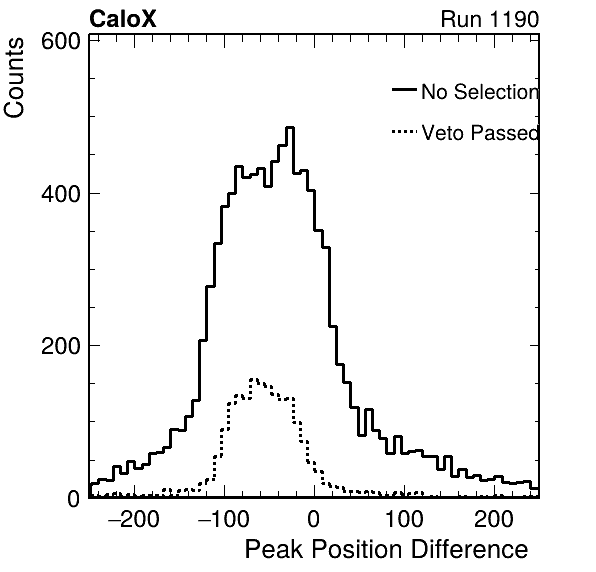 CaloX Run 1190
Counts
600
No Selection
Veto Passed
400
200
0
−200 −100 0 100 200
Peak Position Difference